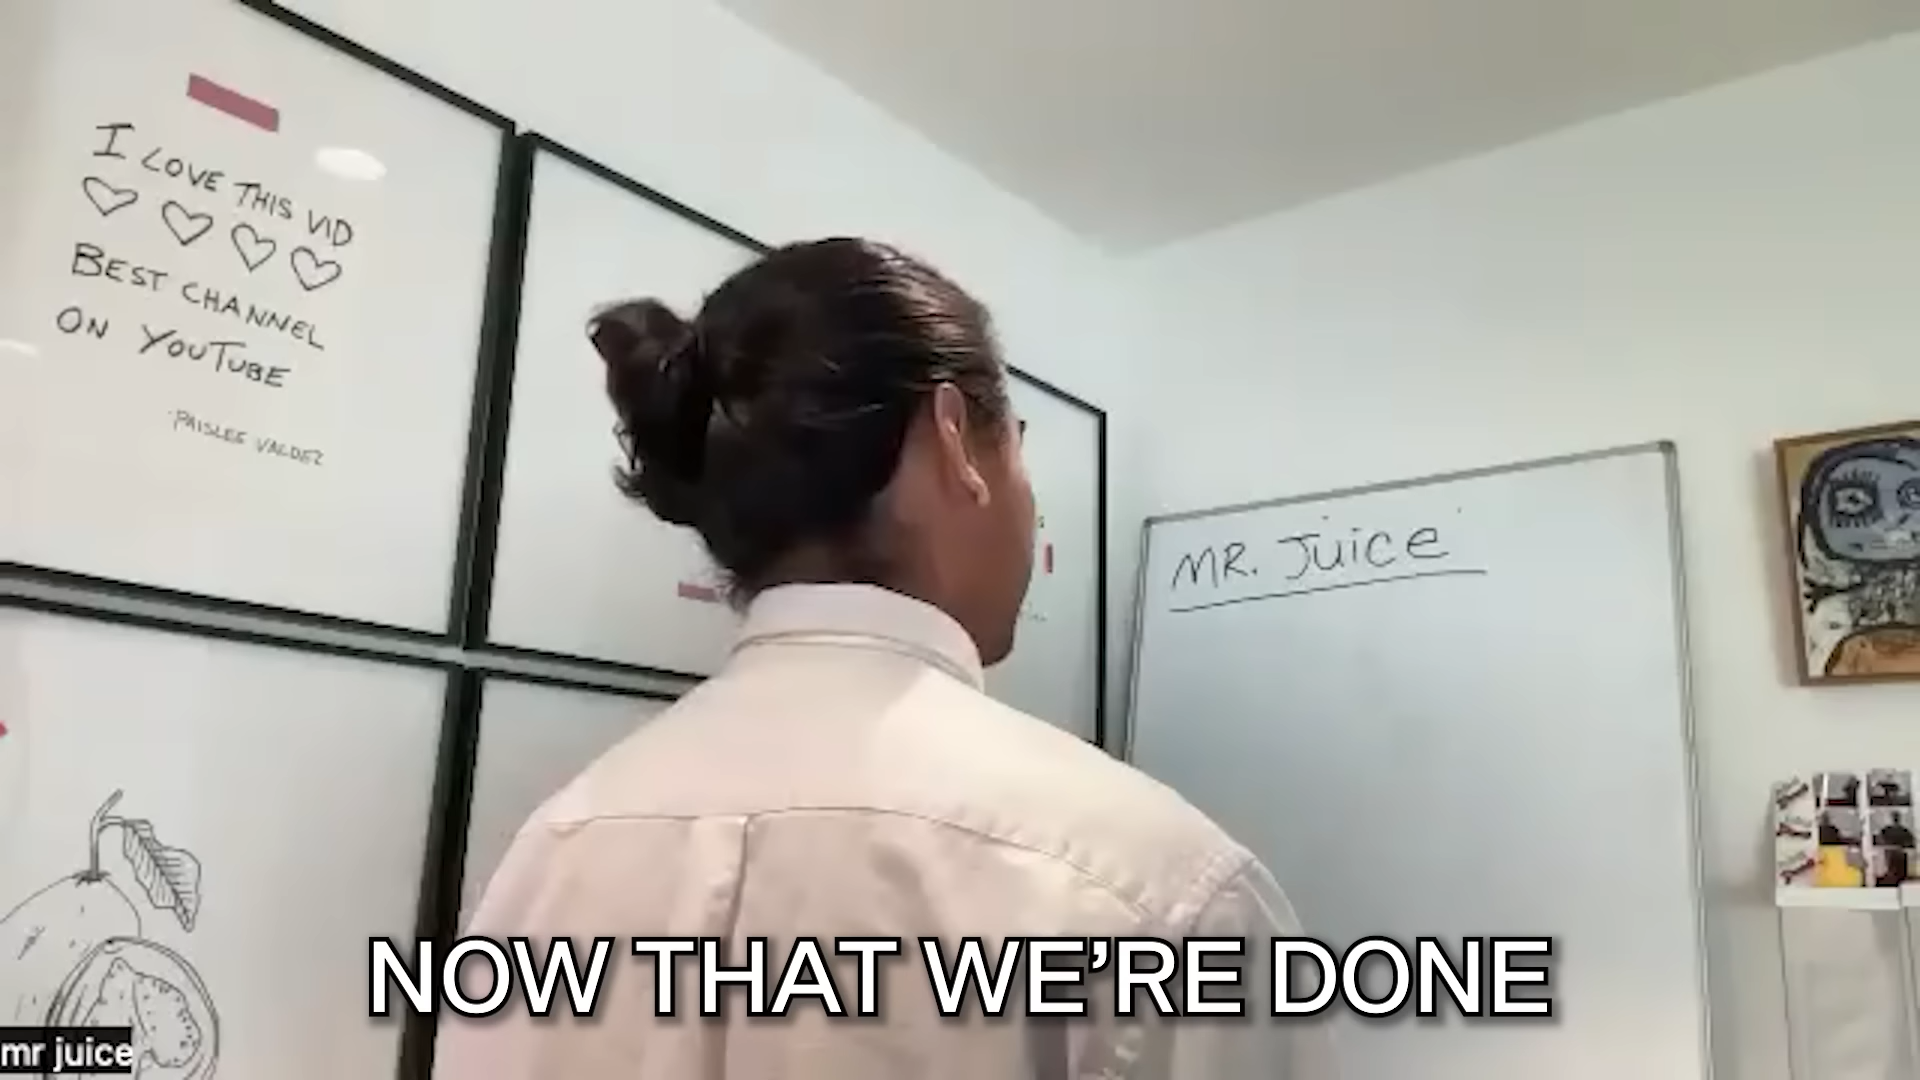 I LOVE THIS VID
♡ ♡ ♡ ♡
BEST CHANNEL
ON YOUTUBE
-PAISLEE VALDEZ
MR. Juice
NOW THAT WE'RE DONE
mr juice